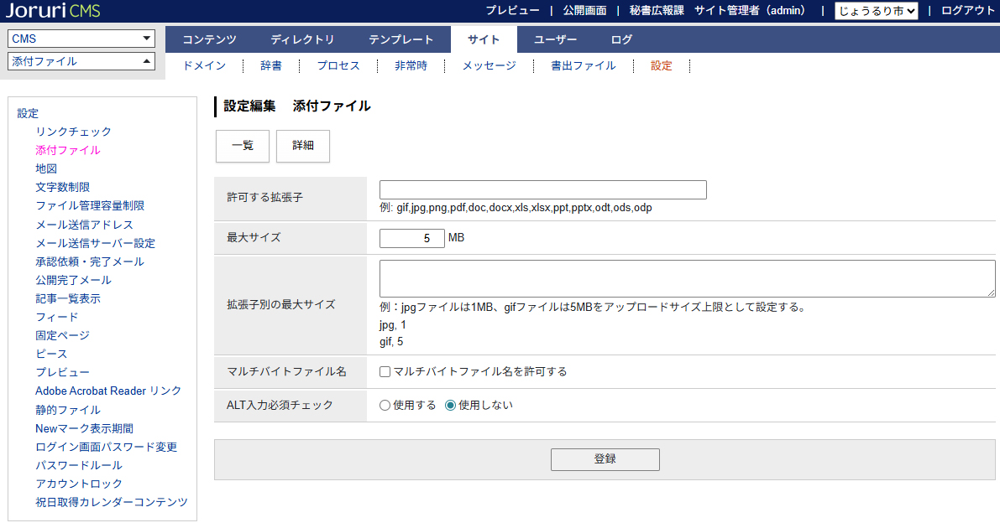 Joruri CMS
プレビュー | 公開画面 | 秘書広報課 サイト管理者（admin） | じょうるり市 | ログアウト
CMS
添付ファイル
コンテンツ ディレクトリ テンプレート サイト ユーザー ログ
ドメイン 辞書 プロセス 非常時 メッセージ 書出ファイル 設定
設定
リンクチェック
添付ファイル
地図
文字数制限
ファイル管理容量制限
メール送信アドレス
メール送信サーバー設定
承認依頼・完了メール
公開完了メール
記事一覧表示
フィード
固定ページ
ピース
プレビュー
Adobe Acrobat Reader リンク
静的ファイル
Newマーク表示期間
ログイン画面パスワード変更
パスワードルール
アカウントロック
祝日取得カレンダーコンテンツ
設定編集 添付ファイル
一覧 詳細
許可する拡張子
例: gif,jpg,png,pdf,doc,docx,xls,xlsx,ppt,pptx,odt,ods,odp
最大サイズ 5 MB
拡張子別の最大サイズ
例：jpgファイルは1MB、gifファイルは5MBをアップロードサイズ上限として設定する。
jpg, 1
gif, 5
マルチバイトファイル名 マルチバイトファイル名を許可する
ALT入力必須チェック 使用する 使用しない
登録